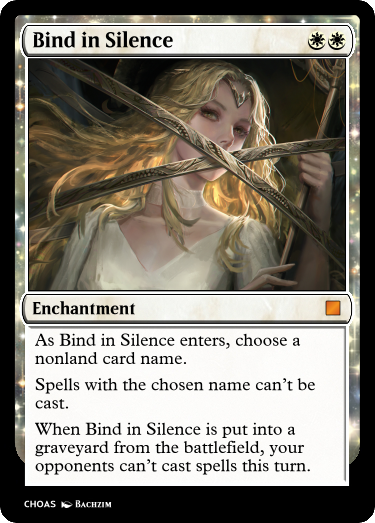 Bind in Silence
Enchantment
As Bind in Silence enters, choose a
nonland card name.
Spells with the chosen name can't be
cast.
When Bind in Silence is put into a
graveyard from the battlefield, your
opponents can't cast spells this turn.
CHOAS BACHZIM